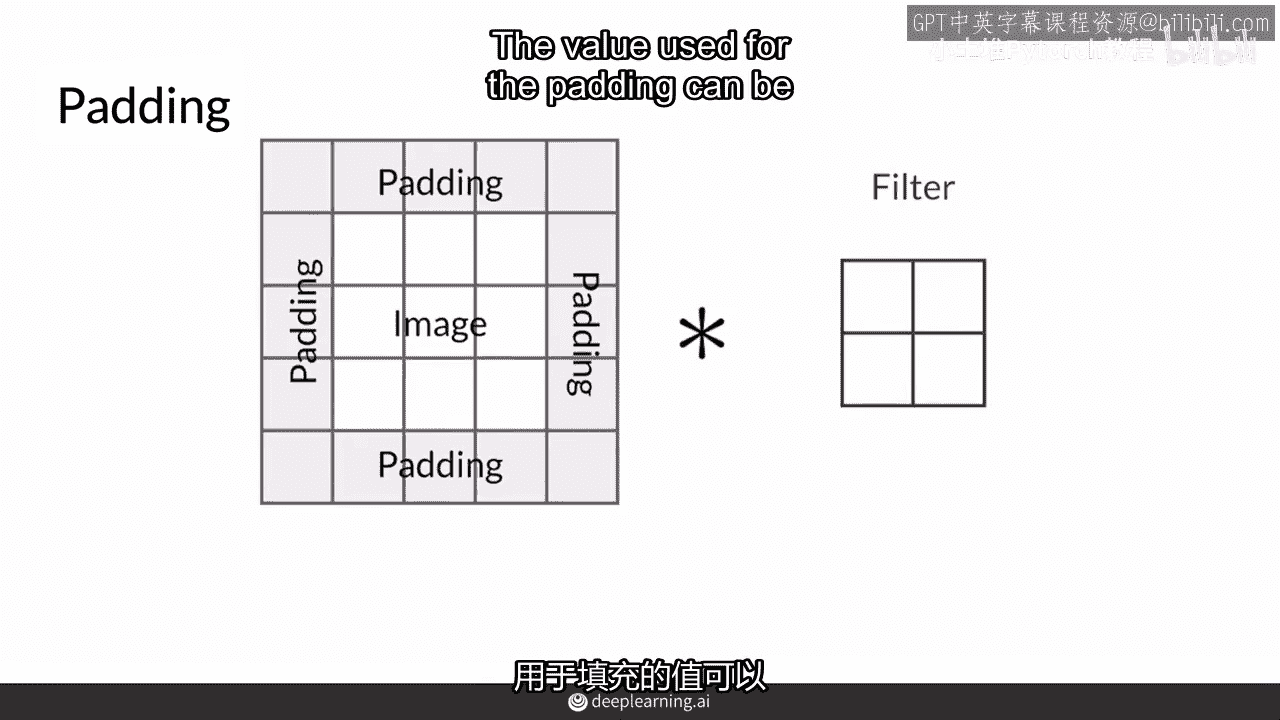 GPT中英字幕课程资源@bilibili.com
The value used for
the padding can be
Padding
Padding
Filter
Padding
Image
Padding
Padding
用于填充的值可以
deeplearning.ai